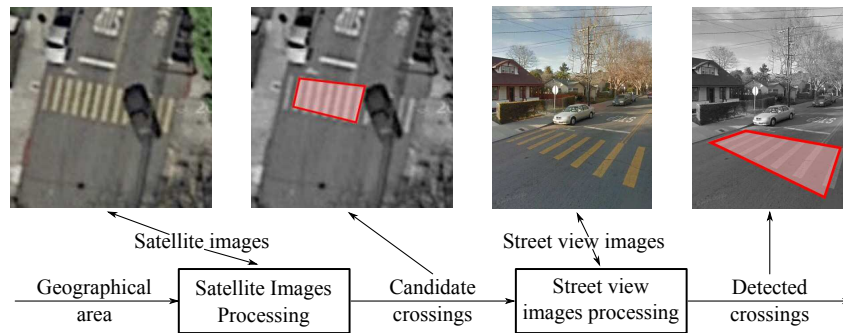 Satellite images
Street view images
Geographical
area
Satellite Images
Processing
Candidate
crossings
Street view
images processing
Detected
crossings